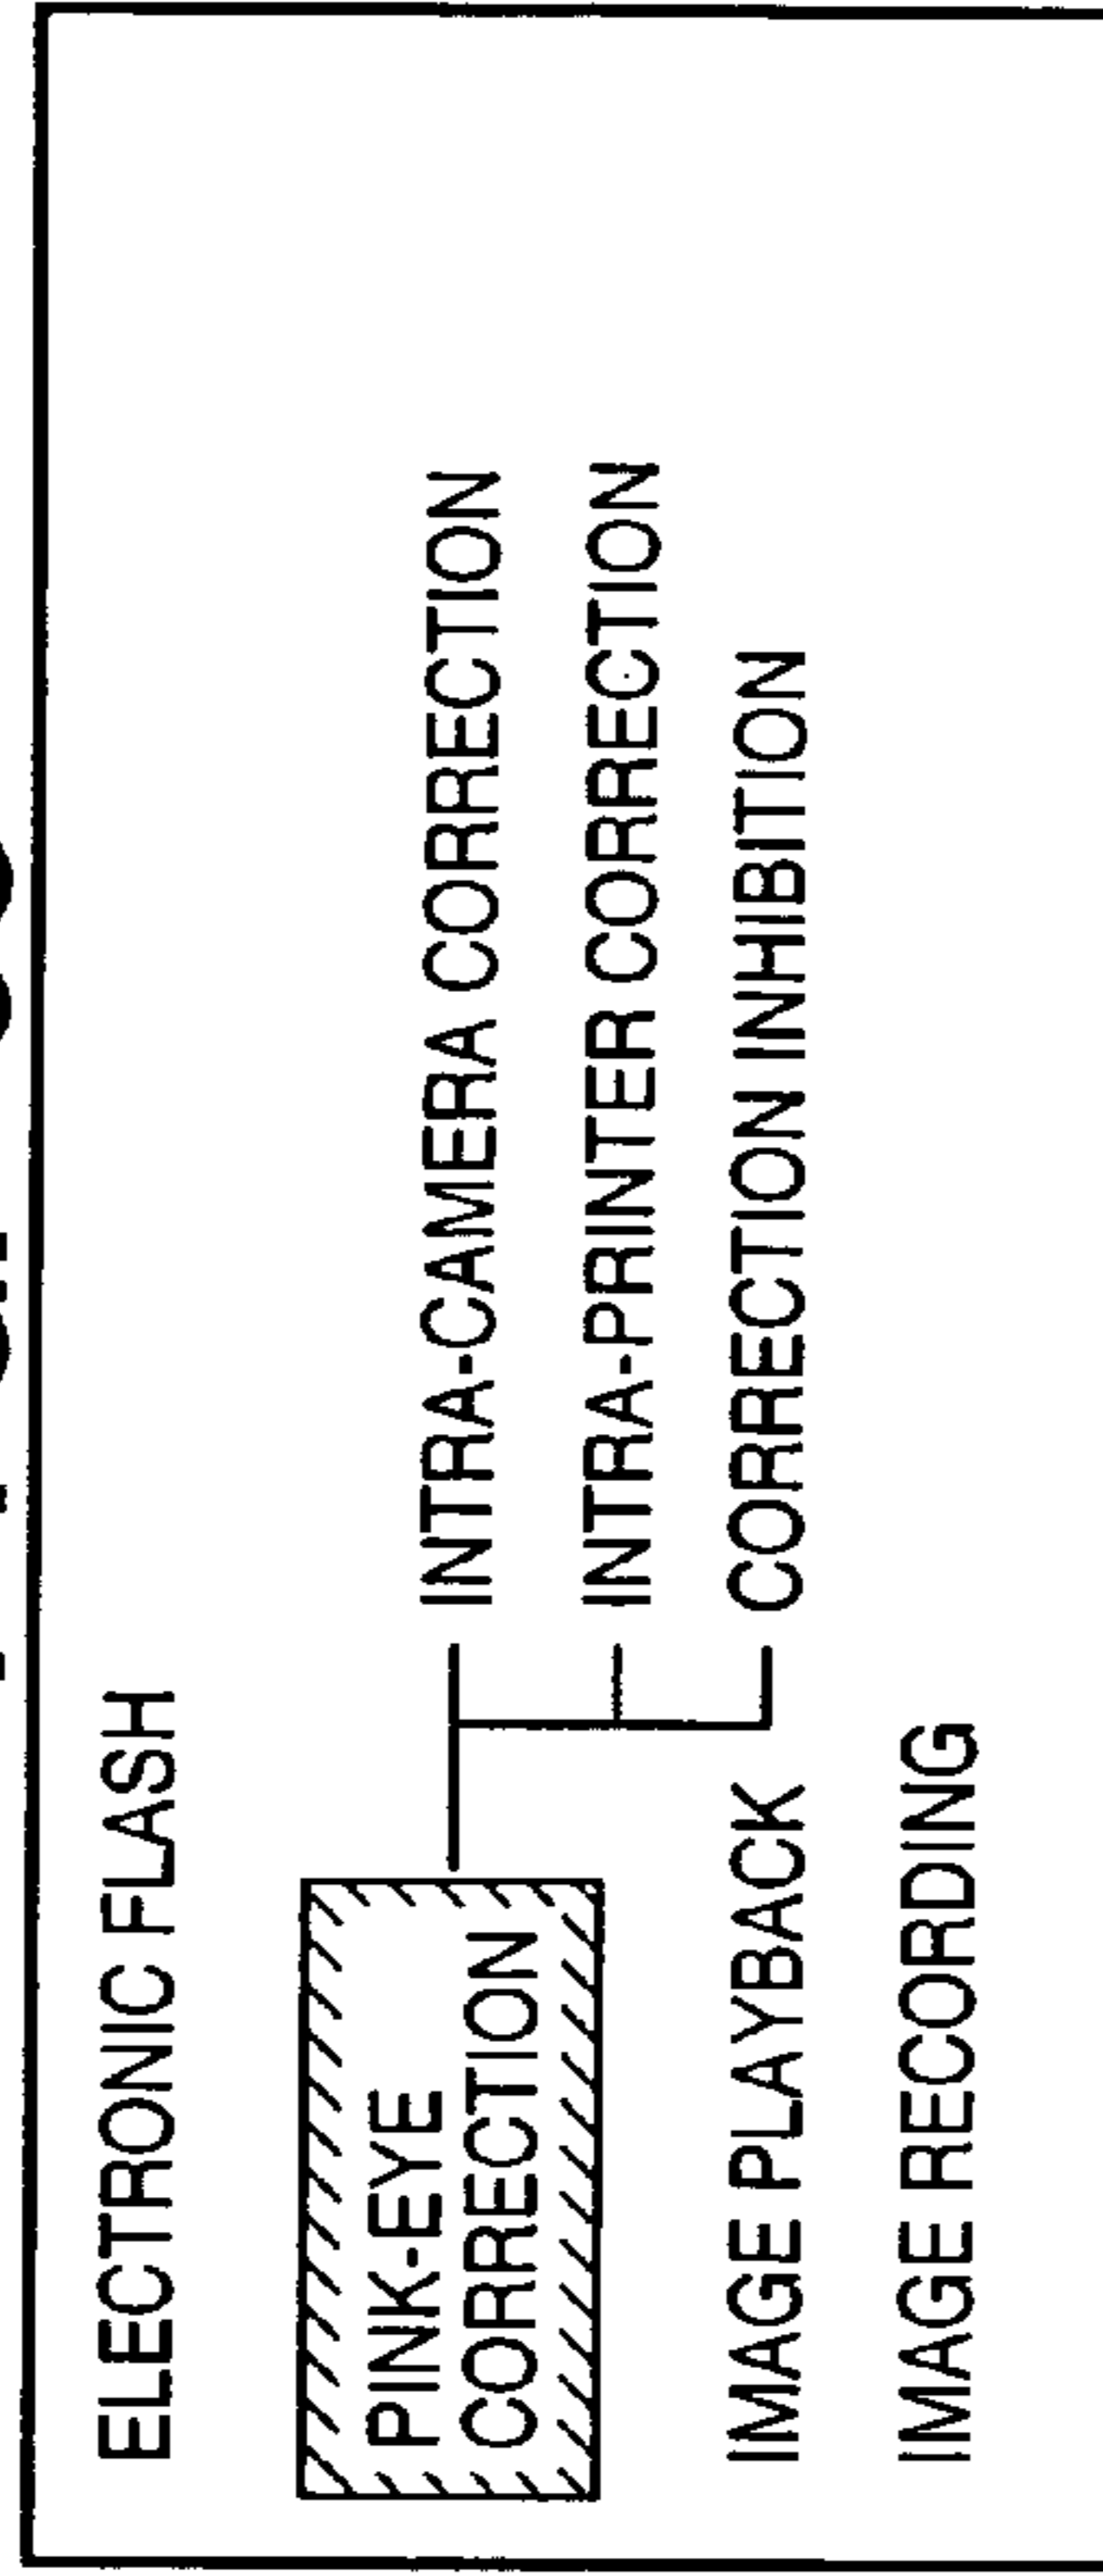 ELECTRONIC FLASH
PINK-EYE
CORRECTION
INTRA-CAMERA CORRECTION
INTRA-PRINTER CORRECTION
CORRECTION INHIBITION
IMAGE PLAYBACK
IMAGE RECORDING